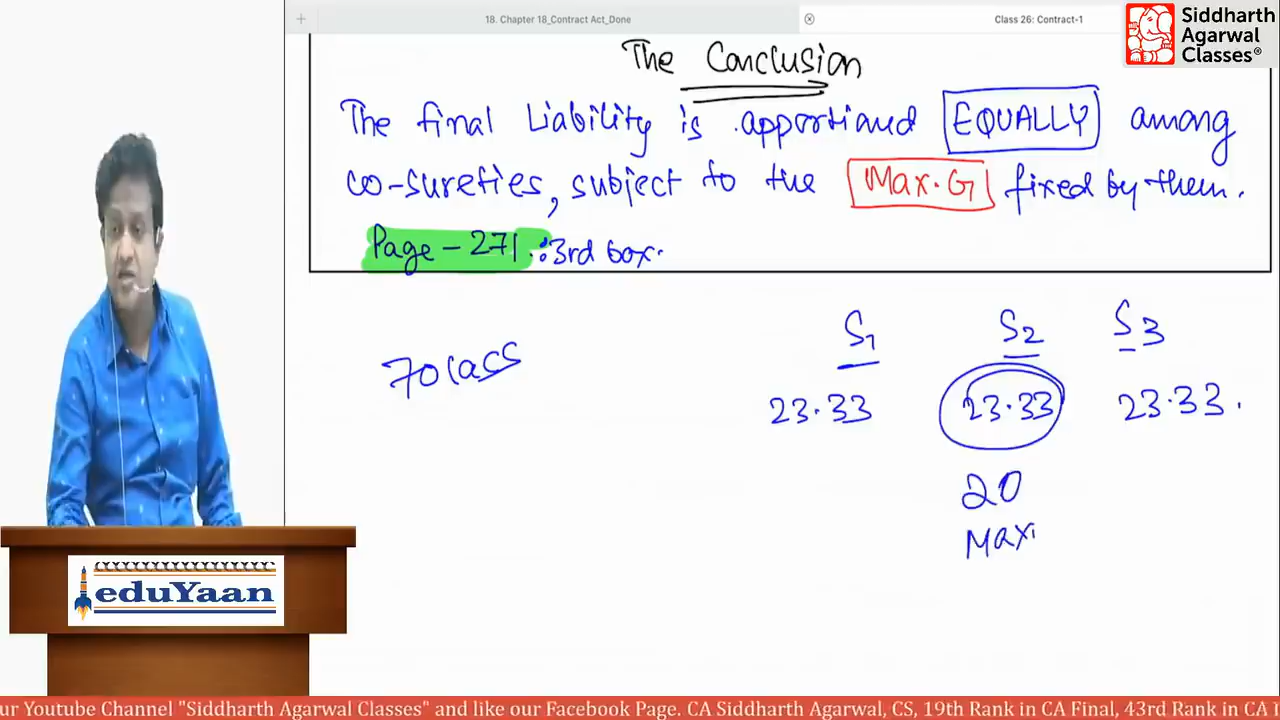 18. Chapter 18_Contract Act_Done
Class 26: Contract-1
Siddharth
Agarwal
Classes®
The Conclusion
The final Liability is apportioned EQUALLY among
co-sureties, subject to the Max. G fixed by them.
Page - 271 : 3rd box.
S1 S2 S3
70 lacs
23.33 23.33 23.33.
20
Max.
eduYaan
ur Youtube Channel "Siddharth Agarwal Classes" and like our Facebook Page. CA Siddharth Agarwal, CS, 19th Rank in CA Final, 43rd Rank in CA